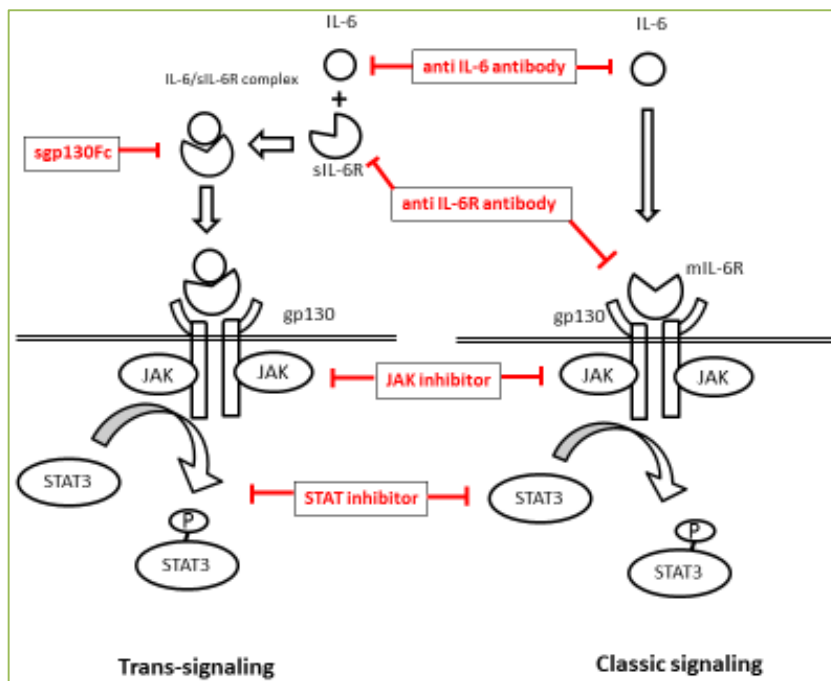 IL-6
IL-6
anti IL-6 antibody
IL-6/sIL-6R complex
+
sgp130Fc
sIL-6R
anti IL-6R antibody
mIL-6R
gp130
gp130
JAK
JAK
JAK inhibitor
JAK
JAK
STAT3
STAT inhibitor
STAT3
P
P
STAT3
STAT3
Trans-signaling
Classic signaling